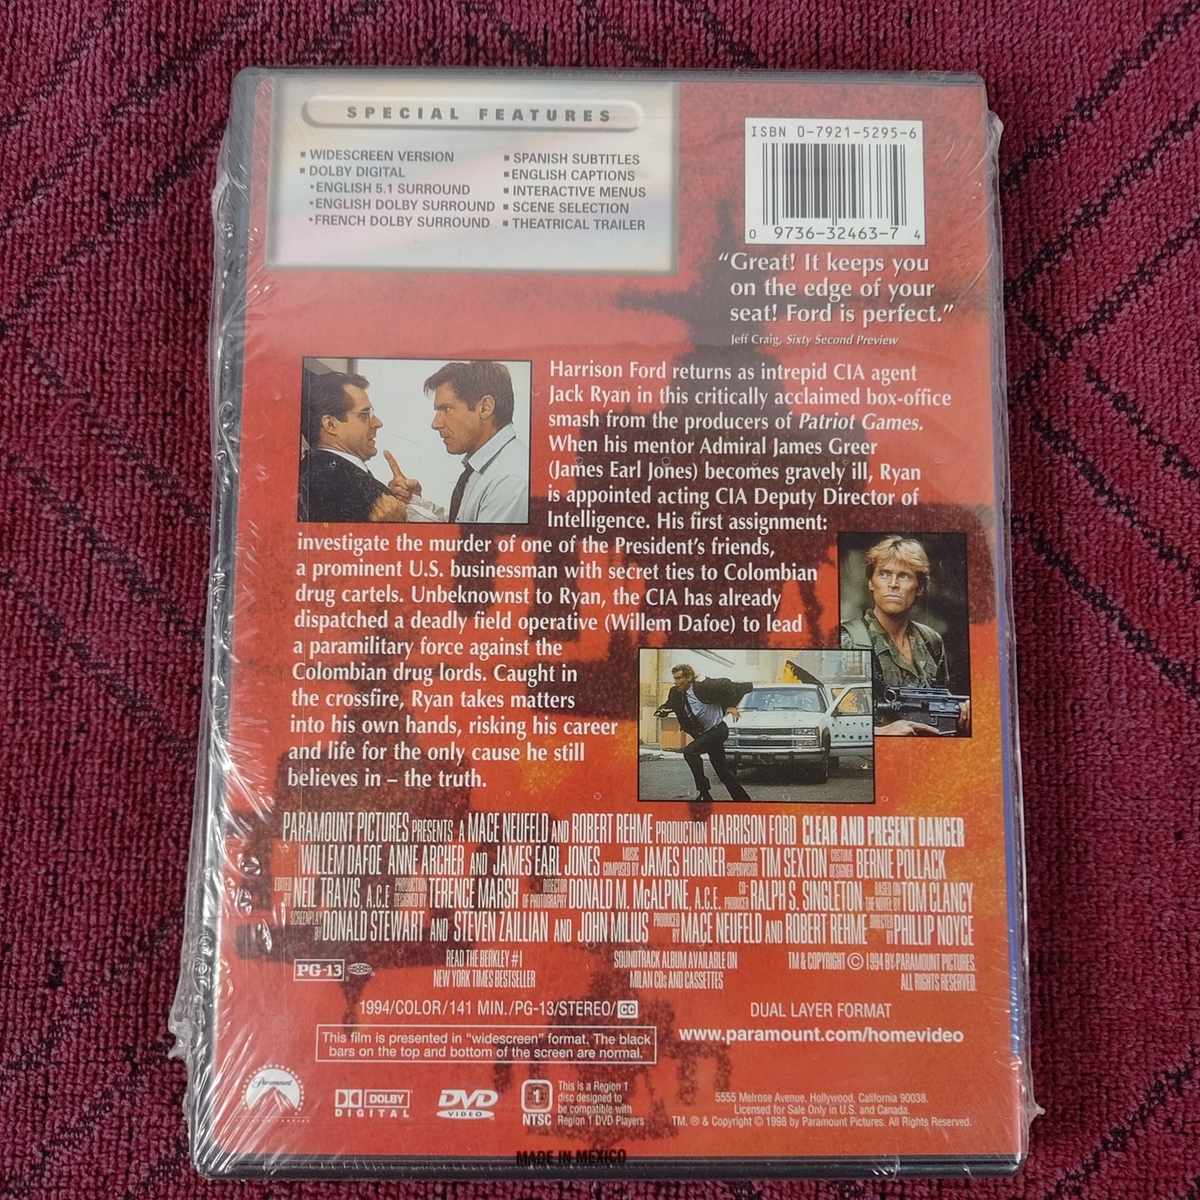 SPECIAL FEATURES
▪ WIDESCREEN VERSION
▪ DOLBY DIGITAL
•ENGLISH 5.1 SURROUND
•ENGLISH DOLBY SURROUND
•FRENCH DOLBY SURROUND
▪ SPANISH SUBTITLES
▪ ENGLISH CAPTIONS
▪ INTERACTIVE MENUS
▪ SCENE SELECTION
▪ THEATRICAL TRAILER
ISBN 0-7921-5295-6
0 9736-32463-7 4
“Great! It keeps you
on the edge of your
seat! Ford is perfect.”
Jeff Craig, Sixty Second Preview
Harrison Ford returns as intrepid CIA agent
Jack Ryan in this critically acclaimed box-office
smash from the producers of Patriot Games.
When his mentor Admiral James Greer
(James Earl Jones) becomes gravely ill, Ryan
is appointed acting CIA Deputy Director of
Intelligence. His first assignment:
investigate the murder of one of the President's friends,
a prominent U.S. businessman with secret ties to Colombian
drug cartels. Unbeknownst to Ryan, the CIA has already
dispatched a deadly field operative (Willem Dafoe) to lead
a paramilitary force against the
Colombian drug lords. Caught in
the crossfire, Ryan takes matters
into his own hands, risking his career
and life for the only cause he still
believes in – the truth.
PARAMOUNT PICTURES PRESENTS A MACE NEUFELD AND ROBERT REHME PRODUCTION HARRISON FORD CLEAR AND PRESENT DANGER
WILLEM DAFOE ANNE ARCHER AND JAMES EARL JONES MUSIC COMPOSED BY JAMES HORNER MUSIC SUPERVISOR TIM SEXTON COSTUME DESIGNER BERNIE POLLACK
EDITED BY NEIL TRAVIS, A.C.E PRODUCTION DESIGNED BY TERENCE MARSH DIRECTOR OF PHOTOGRAPHY DONALD M. McALPINE, A.C.E. CO-PRODUCER RALPH S. SINGLETON BASED ON THE NOVEL BY TOM CLANCY
SCREENPLAY BY DONALD STEWART AND STEVEN ZAILLIAN AND JOHN MILIUS PRODUCED BY MACE NEUFELD AND ROBERT REHME DIRECTED BY PHILLIP NOYCE
PG-13
READ THE BERKLEY #1
NEW YORK TIMES BESTSELLER
SOUNDTRACK ALBUM AVAILABLE ON
MILAN CDs AND CASSETTES
TM & COPYRIGHT © 1994 BY PARAMOUNT PICTURES.
ALL RIGHTS RESERVED.
1994/COLOR/141 MIN./PG-13/STEREO/CC
DUAL LAYER FORMAT
This film is presented in "widescreen" format. The black
bars on the top and bottom of the screen are normal.
www.paramount.com/homevideo
Paramount
DOLBY
DIGITAL
DVD
VIDEO
1
NTSC
This is a Region 1
disc designed to
be compatible with
Region 1 DVD Players
5555 Melrose Avenue, Hollywood, California 90038.
Licensed for Sale Only in U.S. and Canada.
TM, ® & Copyright © 1998 by Paramount Pictures. All Rights Reserved.
MADE IN MEXICO